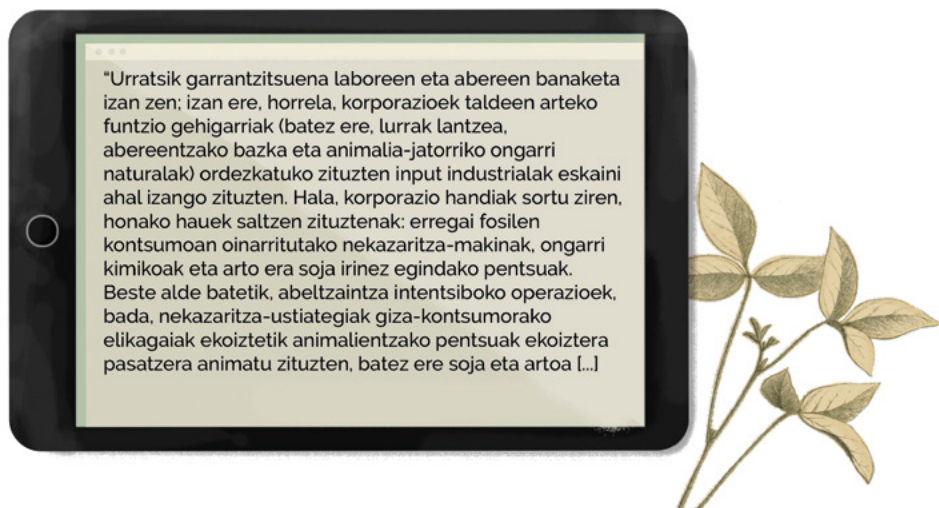 “Urratsik garrantzitsuena laboreen eta abereen banaketa
izan zen; izan ere, horrela, korporazioek taldeen arteko
funtzio gehigarriak (batez ere, lurrak lantzea,
abereentzako bazka eta animalia-jatorriko ongarri
naturalak) ordezkatuko zituzten input industrialak eskaini
ahal izango zituzten. Hala, korporazio handiak sortu ziren,
honako hauek saltzen zituztenak: erregai fosilen
kontsumoan oinarritutako nekazaritza-makinak, ongarri
kimikoak eta arto era soja irinez egindako pentsuak.
Beste alde batetik, abeltzaintza intentsiboko operazioek,
bada, nekazaritza-ustiategiak giza-kontsumorako
elikagaiak ekoiztetik animalientzako pentsuak ekoiztera
pasatzera animatu zituzten, batez ere soja eta artoa [...]